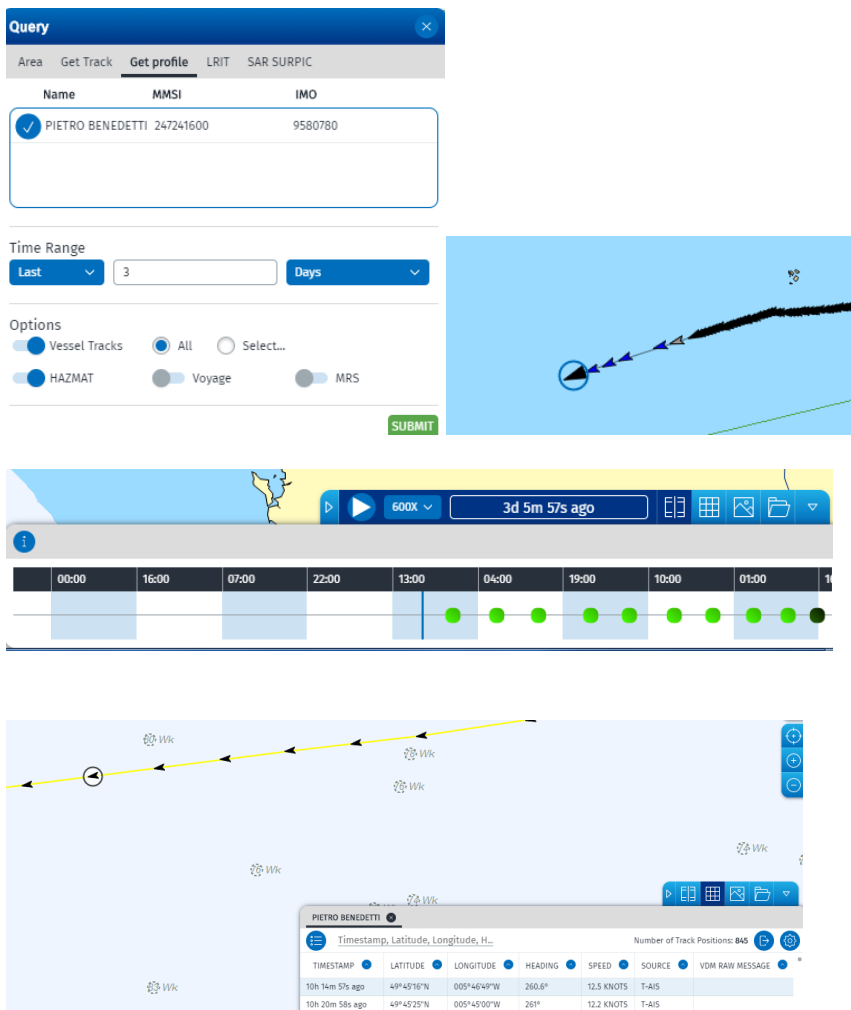 Query
Area Get Track Get profile LRIT SAR SURPIC
Name MMSI IMO
PIETRO BENEDETTI 247241600 9580780
Time Range
Last 3 Days
Options
Vessel Tracks All Select...
HAZMAT Voyage MRS
SUBMIT
600X 3d 5m 57s ago
00:00 16:00 07:00 22:00 13:00 04:00 19:00 10:00 01:00
Wk
Wk
Wk
Wk
Wk
Wk
PIETRO BENEDETTI
Timestamp, Latitude, Longitude, H... Number of Track Positions: 845
TIMESTAMP LATITUDE LONGITUDE HEADING SPEED SOURCE VDM RAW MESSAGE
10h 14m 57s ago 49°45'16"N 005°46'49"W 260.6° 12.5 KNOTS T-AIS
10h 20m 58s ago 49°45'25"N 005°45'00"W 261° 12.2 KNOTS T-AIS
Wk